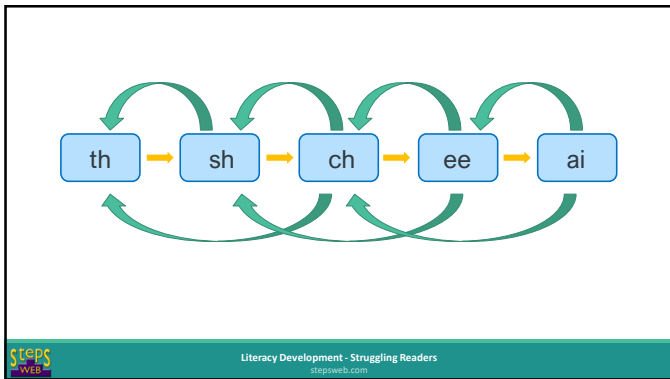 th sh ch ee ai
steps
WEB
Literacy Development - Struggling Readers
stepsweb.com